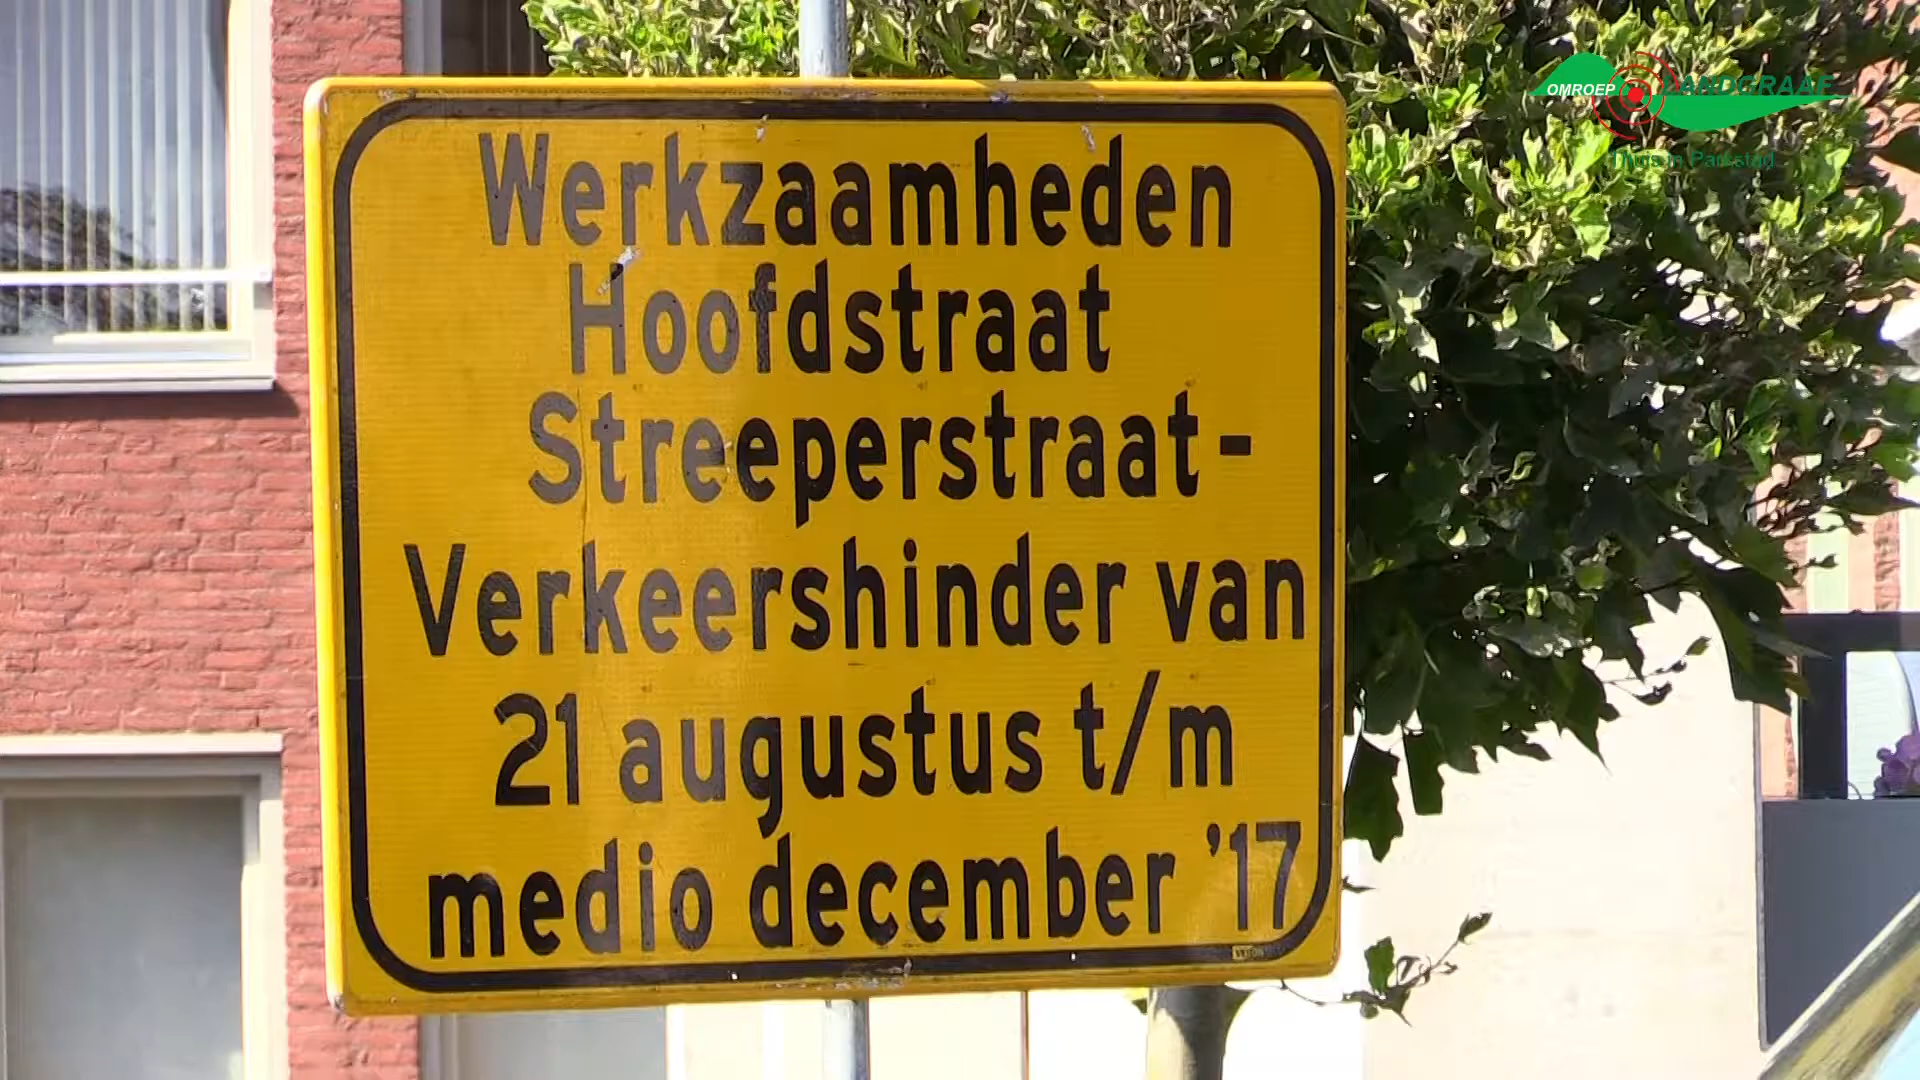 OMROEP LANDGRAAF
Thuis in Parkstad
Werkzaamheden
Hoofdstraat
Streeperstraat-
Verkeershinder van
21 augustus t/m
medio december '17